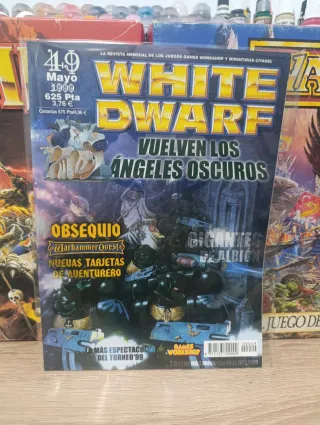 LA REVISTA MENSUAL DE LOS JUEGOS GAMES WORKSHOP Y MINIATURAS CITADEL
49
Mayo
1999
625 Pta
3,76 €
WHITE
DWARF
VUELVEN LOS
ÁNGELES OSCUROS
OBSEQUIO
Warhammer Quest
NUEVAS TARJETAS
DE AVENTURERO
GIGANTES
DE ALBIÓN
LO MÁS ESPECTACULAR
DEL TORNEO'99
GAMES
WORKSHOP
JUEGO DE